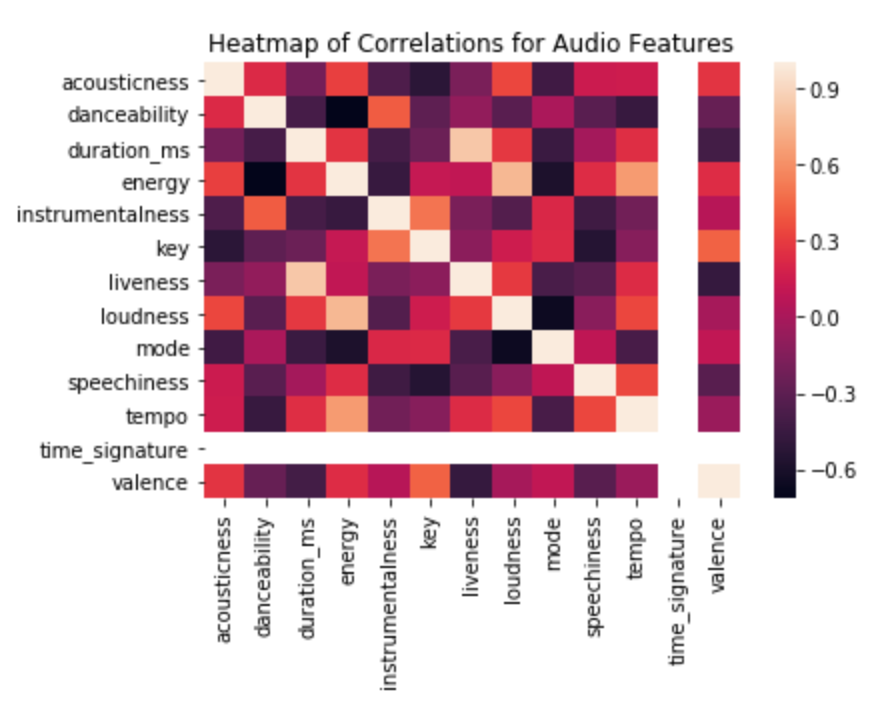 Heatmap of Correlations for Audio Features
acousticness
danceability
duration_ms
energy
instrumentalness
key
liveness
loudness
mode
speechiness
tempo
time_signature
valence
0.9
0.6
0.3
0.0
−0.3
−0.6
acousticness
danceability
duration_ms
energy
instrumentalness
key
liveness
loudness
mode
speechiness
tempo
time_signature
valence